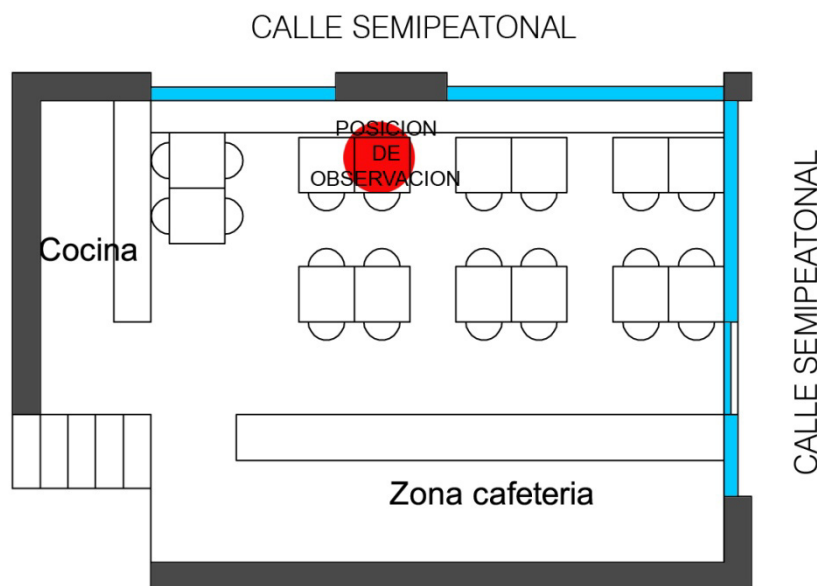 CALLE SEMIPEATONAL
POSICION
DE
OBSERVACION
Cocina
CALLE SEMIPEATONAL
Zona cafeteria